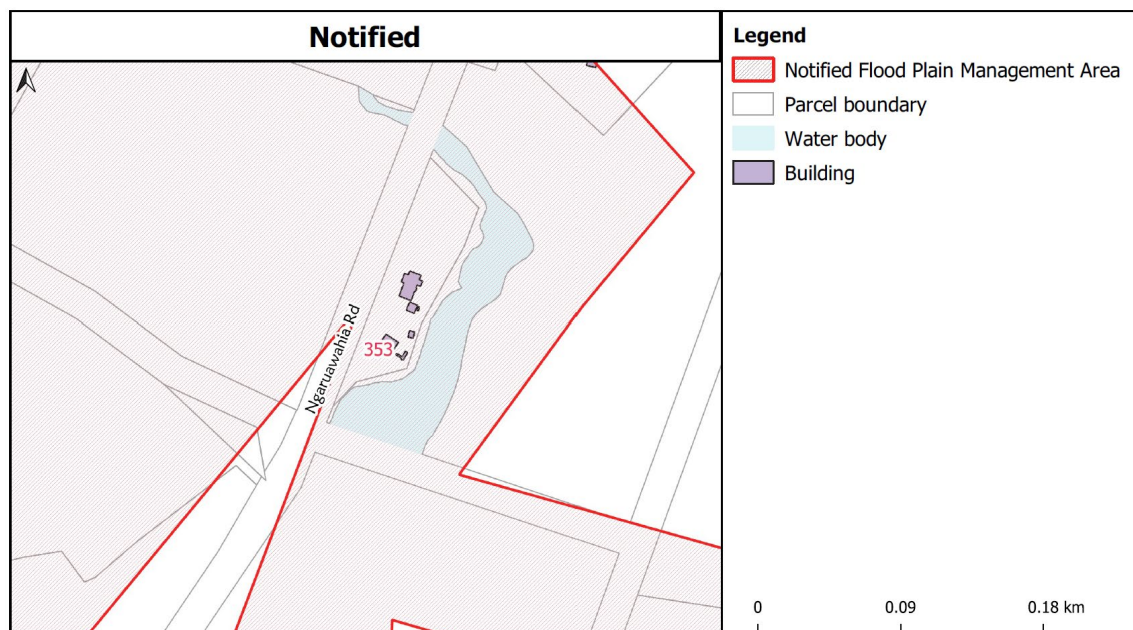 Notified
Ngaruawahia Rd
353
Legend
Notified Flood Plain Management Area
Parcel boundary
Water body
Building
0 0.09 0.18 km